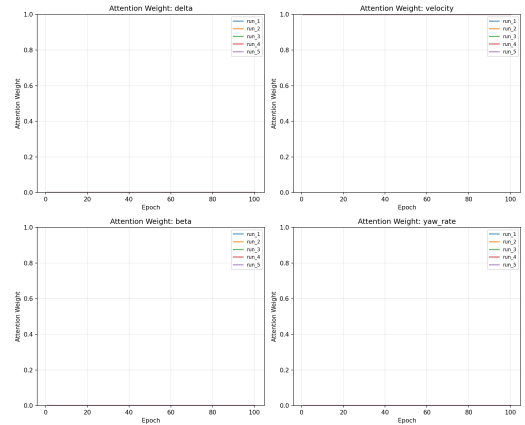 Attention Weight: delta
1.0
0.8
0.6
0.4
0.2
0.0
Attention Weight
0 20 40 60 80 100
Epoch
run_1
run_2
run_3
run_4
run_5
Attention Weight: velocity
1.0
0.8
0.6
0.4
0.2
0.0
Attention Weight
0 20 40 60 80 100
Epoch
run_1
run_2
run_3
run_4
run_5
Attention Weight: beta
1.0
0.8
0.6
0.4
0.2
0.0
Attention Weight
0 20 40 60 80 100
Epoch
run_1
run_2
run_3
run_4
run_5
Attention Weight: yaw_rate
1.0
0.8
0.6
0.4
0.2
0.0
Attention Weight
0 20 40 60 80 100
Epoch
run_1
run_2
run_3
run_4
run_5